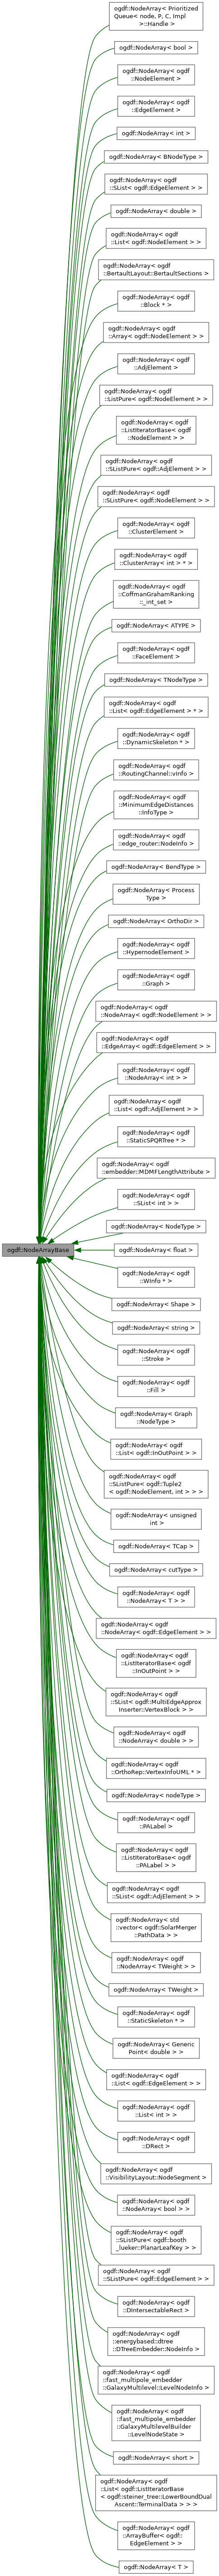 ogdf::NodeArray< Prioritized
Queue< node, P, C, Impl
>::Handle >
ogdf::NodeArray< bool >
ogdf::NodeArray< ogdf
::NodeElement >
ogdf::NodeArray< ogdf
::EdgeElement >
ogdf::NodeArray< int >
ogdf::NodeArray< BNodeType >
ogdf::NodeArray< ogdf
::SList< ogdf::EdgeElement > >
ogdf::NodeArray< double >
ogdf::NodeArray< ogdf
::List< ogdf::NodeElement > >
ogdf::NodeArray< ogdf
::BertaultLayout::BertaultSections >
ogdf::NodeArray< ogdf
::Block * >
ogdf::NodeArray< ogdf
::Array< ogdf::NodeElement > >
ogdf::NodeArray< ogdf
::AdjElement >
ogdf::NodeArray< ogdf
::ListPure< ogdf::NodeElement > >
ogdf::NodeArray< ogdf
::ListIteratorBase< ogdf
::NodeElement > >
ogdf::NodeArray< ogdf
::SListPure< ogdf::AdjElement > >
ogdf::NodeArray< ogdf
::SListPure< ogdf::NodeElement > >
ogdf::NodeArray< ogdf
::ClusterElement >
ogdf::NodeArray< ogdf
::ClusterArray< int > * >
ogdf::NodeArray< ogdf
::CoffmanGrahamRanking
::_int_set >
ogdf::NodeArray< ATYPE >
ogdf::NodeArray< ogdf
::FaceElement >
ogdf::NodeArray< TNodeType >
ogdf::NodeArray< ogdf
::List< ogdf::EdgeElement > * >
ogdf::NodeArray< ogdf
::DynamicSkeleton * >
ogdf::NodeArray< ogdf
::RoutingChannel::vInfo >
ogdf::NodeArray< ogdf
::MinimumEdgeDistances
::InfoType >
ogdf::NodeArray< ogdf
::edge_router::NodeInfo >
ogdf::NodeArray< BendType >
ogdf::NodeArray< Process
Type >
ogdf::NodeArray< OrthoDir >
ogdf::NodeArray< ogdf
::HypernodeElement >
ogdf::NodeArray< ogdf
::Graph >
ogdf::NodeArray< ogdf
::NodeArray< ogdf::NodeElement > >
ogdf::NodeArray< ogdf
::EdgeArray< ogdf::EdgeElement > >
ogdf::NodeArray< ogdf
::NodeArray< int > >
ogdf::NodeArray< ogdf
::List< ogdf::AdjElement > >
ogdf::NodeArray< ogdf
::StaticSPQRTree * >
ogdf::NodeArray< ogdf
::embedder::MDMFLengthAttribute >
ogdf::NodeArray< ogdf
::SList< int > >
ogdf::NodeArray< NodeType >
ogdf::NodeArrayBase
ogdf::NodeArray< float >
ogdf::NodeArray< ogdf
::WInfo * >
ogdf::NodeArray< Shape >
ogdf::NodeArray< string >
ogdf::NodeArray< ogdf
::Stroke >
ogdf::NodeArray< ogdf
::Fill >
ogdf::NodeArray< Graph
::NodeType >
ogdf::NodeArray< ogdf
::List< ogdf::InOutPoint > >
ogdf::NodeArray< ogdf
::SListPure< ogdf::Tuple2
< ogdf::NodeElement, int > > >
ogdf::NodeArray< unsigned
int >
ogdf::NodeArray< TCap >
ogdf::NodeArray< cutType >
ogdf::NodeArray< ogdf
::NodeArray< T > >
ogdf::NodeArray< ogdf
::NodeArray< ogdf::EdgeElement > >
ogdf::NodeArray< ogdf
::ListIteratorBase< ogdf
::InOutPoint > >
ogdf::NodeArray< ogdf
::SList< ogdf::MultiEdgeApprox
Inserter::VertexBlock > >
ogdf::NodeArray< ogdf
::NodeArray< double > >
ogdf::NodeArray< ogdf
::OrthoRep::VertexInfoUML * >
ogdf::NodeArray< nodeType >
ogdf::NodeArray< ogdf
::PALabel >
ogdf::NodeArray< ogdf
::ListIteratorBase< ogdf
::PALabel > >
ogdf::NodeArray< ogdf
::SList< ogdf::AdjElement > >
ogdf::NodeArray< std
::vector< ogdf::SolarMerger
::PathData > >
ogdf::NodeArray< ogdf
::NodeArray< TWeight > >
ogdf::NodeArray< TWeight >
ogdf::NodeArray< ogdf
::StaticSkeleton * >
ogdf::NodeArray< Generic
Point< double > >
ogdf::NodeArray< ogdf
::List< ogdf::EdgeElement > >
ogdf::NodeArray< ogdf
::List< int > >
ogdf::NodeArray< ogdf
::DRect >
ogdf::NodeArray< ogdf
::VisibilityLayout::NodeSegment >
ogdf::NodeArray< ogdf
::NodeArray< bool > >
ogdf::NodeArray< ogdf
::SListPure< ogdf::booth
_lueker::PlanarLeafKey > >
ogdf::NodeArray< ogdf
::SListPure< ogdf::EdgeElement > >
ogdf::NodeArray< ogdf
::DIntersectableRect >
ogdf::NodeArray< ogdf
::energybased::dtree
::DTreeEmbedder::NodeInfo >
ogdf::NodeArray< ogdf
::fast_multipole_embedder
::GalaxyMultilevel::LevelNodeInfo >
ogdf::NodeArray< ogdf
::fast_multipole_embedder
::GalaxyMultilevelBuilder
::LevelNodeState >
ogdf::NodeArray< short >
ogdf::NodeArray< ogdf
::List< ogdf::ListIteratorBase
< ogdf::steiner_tree::LowerBoundDual
Ascent::TerminalData > > >
ogdf::NodeArray< ogdf
::ArrayBuffer< ogdf::
EdgeElement > >
ogdf::NodeArray< T >